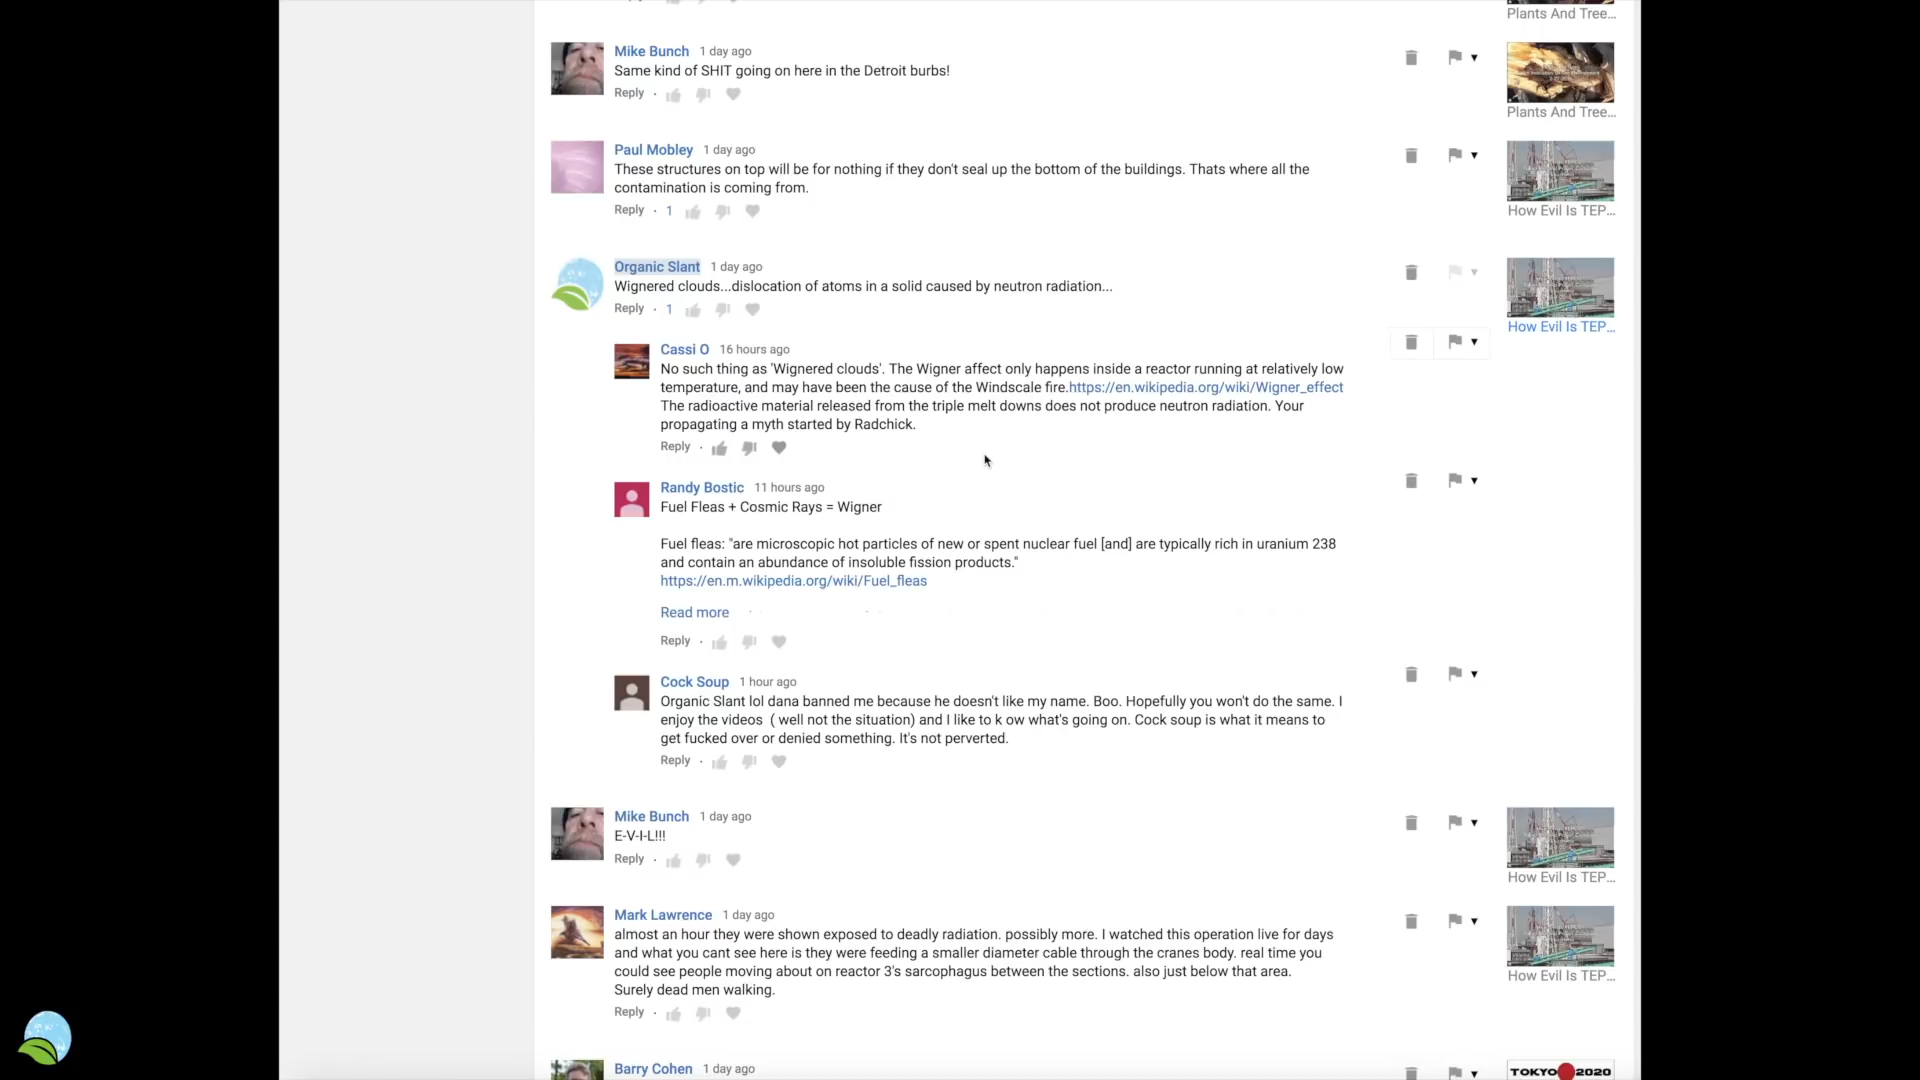 Plants And Tree...
Mike Bunch 1 day ago
Same kind of SHIT going on here in the Detroit burbs!
Reply
Plants And Tree...
Paul Mobley 1 day ago
These structures on top will be for nothing if they don't seal up the bottom of the buildings. Thats where all the
contamination is coming from.
Reply · 1
How Evil Is TEP...
Organic Slant 1 day ago
Wignered clouds...dislocation of atoms in a solid caused by neutron radiation...
Reply · 1
How Evil Is TEP...
Cassi O 16 hours ago
No such thing as 'Wignered clouds'. The Wigner affect only happens inside a reactor running at relatively low
temperature, and may have been the cause of the Windscale fire.https://en.wikipedia.org/wiki/Wigner_effect
The radioactive material released from the triple melt downs does not produce neutron radiation. Your
propagating a myth started by Radchick.
Reply ·
Randy Bostic 11 hours ago
Fuel Fleas + Cosmic Rays = Wigner
Fuel fleas: "are microscopic hot particles of new or spent nuclear fuel [and] are typically rich in uranium 238
and contain an abundance of insoluble fission products."
https://en.m.wikipedia.org/wiki/Fuel_fleas
Read more
Reply ·
Cock Soup 1 hour ago
Organic Slant lol dana banned me because he doesn't like my name. Boo. Hopefully you won't do the same. I
enjoy the videos ( well not the situation) and I like to k ow what's going on. Cock soup is what it means to
get fucked over or denied something. It's not perverted.
Reply ·
Mike Bunch 1 day ago
E-V-I-L!!!
Reply ·
How Evil Is TEP...
Mark Lawrence 1 day ago
almost an hour they were shown exposed to deadly radiation. possibly more. I watched this operation live for days
and what you cant see here is they were feeding a smaller diameter cable through the cranes body. real time you
could see people moving about on reactor 3's sarcophagus between the sections. also just below that area.
Surely dead men walking.
Reply ·
How Evil Is TEP...
Barry Cohen 1 day ago
TOKYO 2020